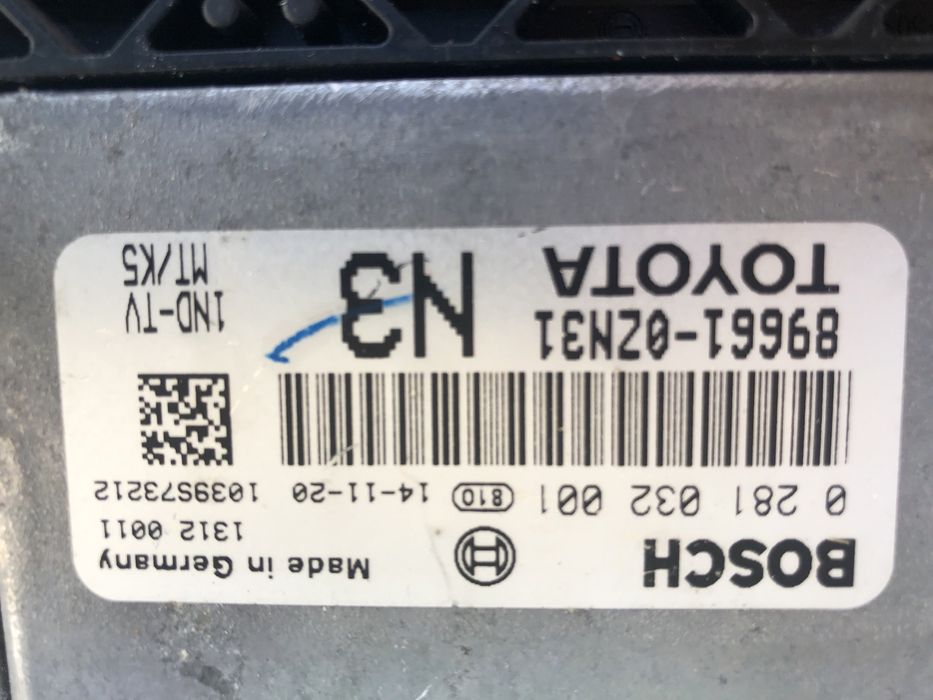 BOSCH
Made in Germany
1312 0011
0 281 032 001 810 14-11-20 1039S73212
89661-0ZN31
TOYOTA
N3
1ND-TV
MT/K5